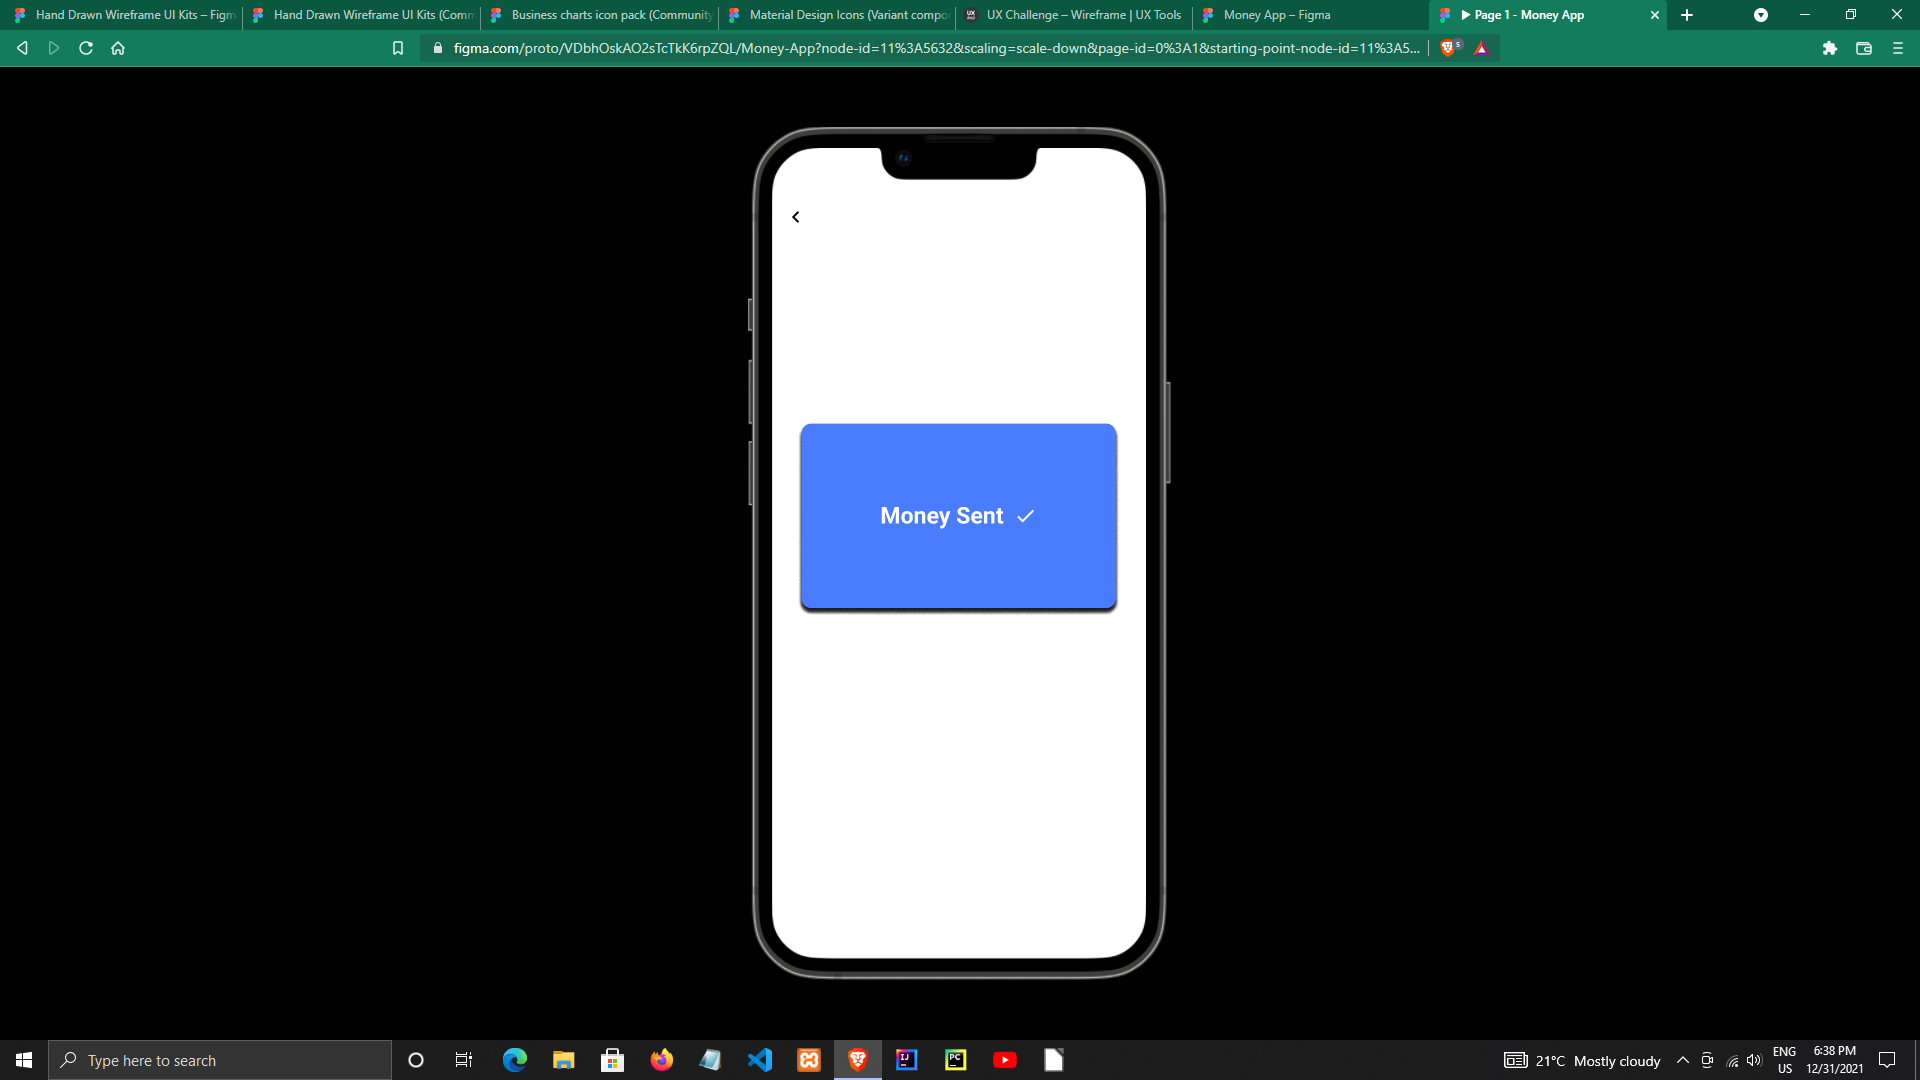 Hand Drawn Wireframe UI Kits – Figm
Hand Drawn Wireframe UI Kits (Comm
Business charts icon pack (Community
Material Design Icons (Variant compo
UX Challenge – Wireframe | UX Tools
Money App – Figma
Page 1 - Money App
figma.com/proto/VDbhOskAO2sTcTkK6rpZQL/Money-App?node-id=11%3A5632&scaling=scale-down&page-id=0%3A1&starting-point-node-id=11%3A5...
5
Money Sent
Type here to search
21°C Mostly cloudy
ENG
US
6:38 PM
12/31/2021